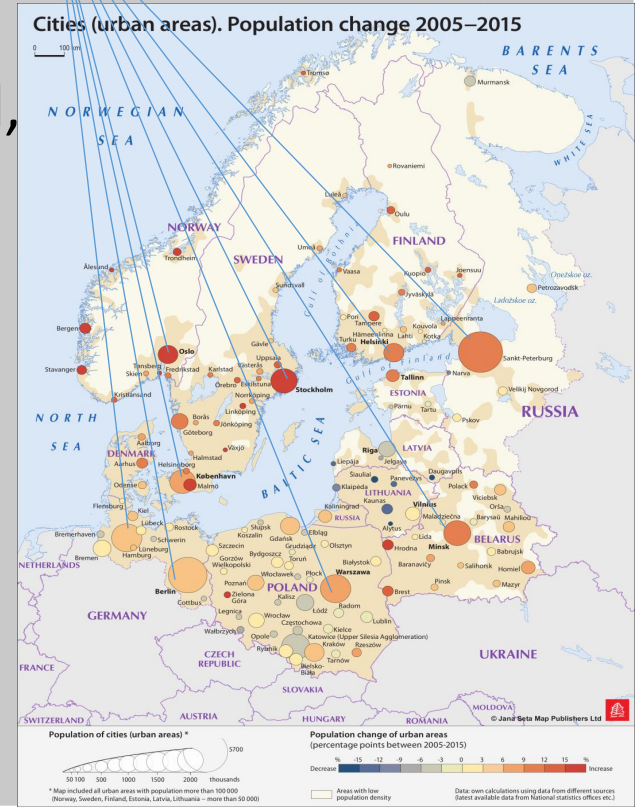 ,
Cities (urban areas). Population change 2005–2015
0 100 km
BARENTS
SEA
Tromsø
Murmansk
NORWEGIAN
SEA
WHITE SEA
Rovaniemi
Luleå
Oulu
NORWAY
FINLAND
Trondheim
SWEDEN
Umeå
Gulf of Bothnia
Ålesund
Vaasa
Kuopio
Joensuu
Onežskoe oz.
Petrozavodsk
Sundsvall
Jyväskylä
Ladožskoe oz.
Pori
Tampere
Lappeenranta
Bergen
Hämeenlinna
Lahti
Kouvola
Kotka
Gävle
Turku
Helsinki
Oslo
Uppsala
Gulf of Finland
Sankt-Peterburg
Stavanger
Tønsberg
Skien
Fredrikstad
Karlstad
Västerås
Örebro
Eskilstuna
Stockholm
Tallinn
Narva
Norrköping
ESTONIA
Velikij Novgorod
Kristiansand
Linköping
Pärnu
Tartu
NORTH
SEA
Borås
Göteborg
Jönköping
Pskov
RUSSIA
Aalborg
BALTIC SEA
Växjö
Riga
LATVIA
DENMARK
Aarhus
Halmstad
Helsingborg
Liepāja
Jelgava
Odense
København
Malmö
Šiauliai
Panevėžys
Daugavpils
Klaipėda
LITHUANIA
Polack
Flensburg
Kiel
Kaunas
Vilnius
Viciebsk
Kaliningrad
RUSSIA
Orša
Lübeck
Rostock
Słupsk
Koszalin
Gdańsk
Elbląg
Alytus
Maladziečna
Barysaŭ
Mahilioŭ
Bremerhaven
Schwerin
Lida
BELARUS
Lüneburg
Hamburg
Bremen
Szczecin
Grudziądz
Olsztyn
Hrodna
Minsk
Babrujsk
NETHERLANDS
Gorzów
Wielkopolski
Bydgoszcz
Toruń
Białystok
Baranavičy
Salihorsk
Homieĺ
Berlin
Włocławek
Płock
Warszawa
Poznań
POLAND
Pinsk
Mazyr
Cottbus
Zielona
Góra
Kalisz
Łódź
Brest
GERMANY
Legnica
Radom
Wrocław
Lublin
Wałbrzych
Częstochowa
Kielce
Opole
Katowice (Upper Silesia Agglomeration)
CZECH
REPUBLIC
Rybnik
Kraków
Rzeszów
UKRAINE
Bielsko-
Biała
Tarnów
FRANCE
SLOVAKIA
MOLDOVA
SWITZERLAND
AUSTRIA
HUNGARY
ROMANIA
© Jana Seta Map Publishers Ltd
Population of cities (urban areas) *
5700
50 100 500 1000 2000 thousands
* Map included all urban areas with population more than 100 000
(Norway, Sweden, Finland, Estonia, Latvia, Lithuania – more than 50 000)
Population change of urban areas
(percentage points between 2005-2015)
% -15 -12 -9 -6 -3 0 3 6 9 12 15 %
Decrease
Increase
Areas with low
population density
Data: own calculations using data from different sources
(latest available data from National statistics offices etc.)